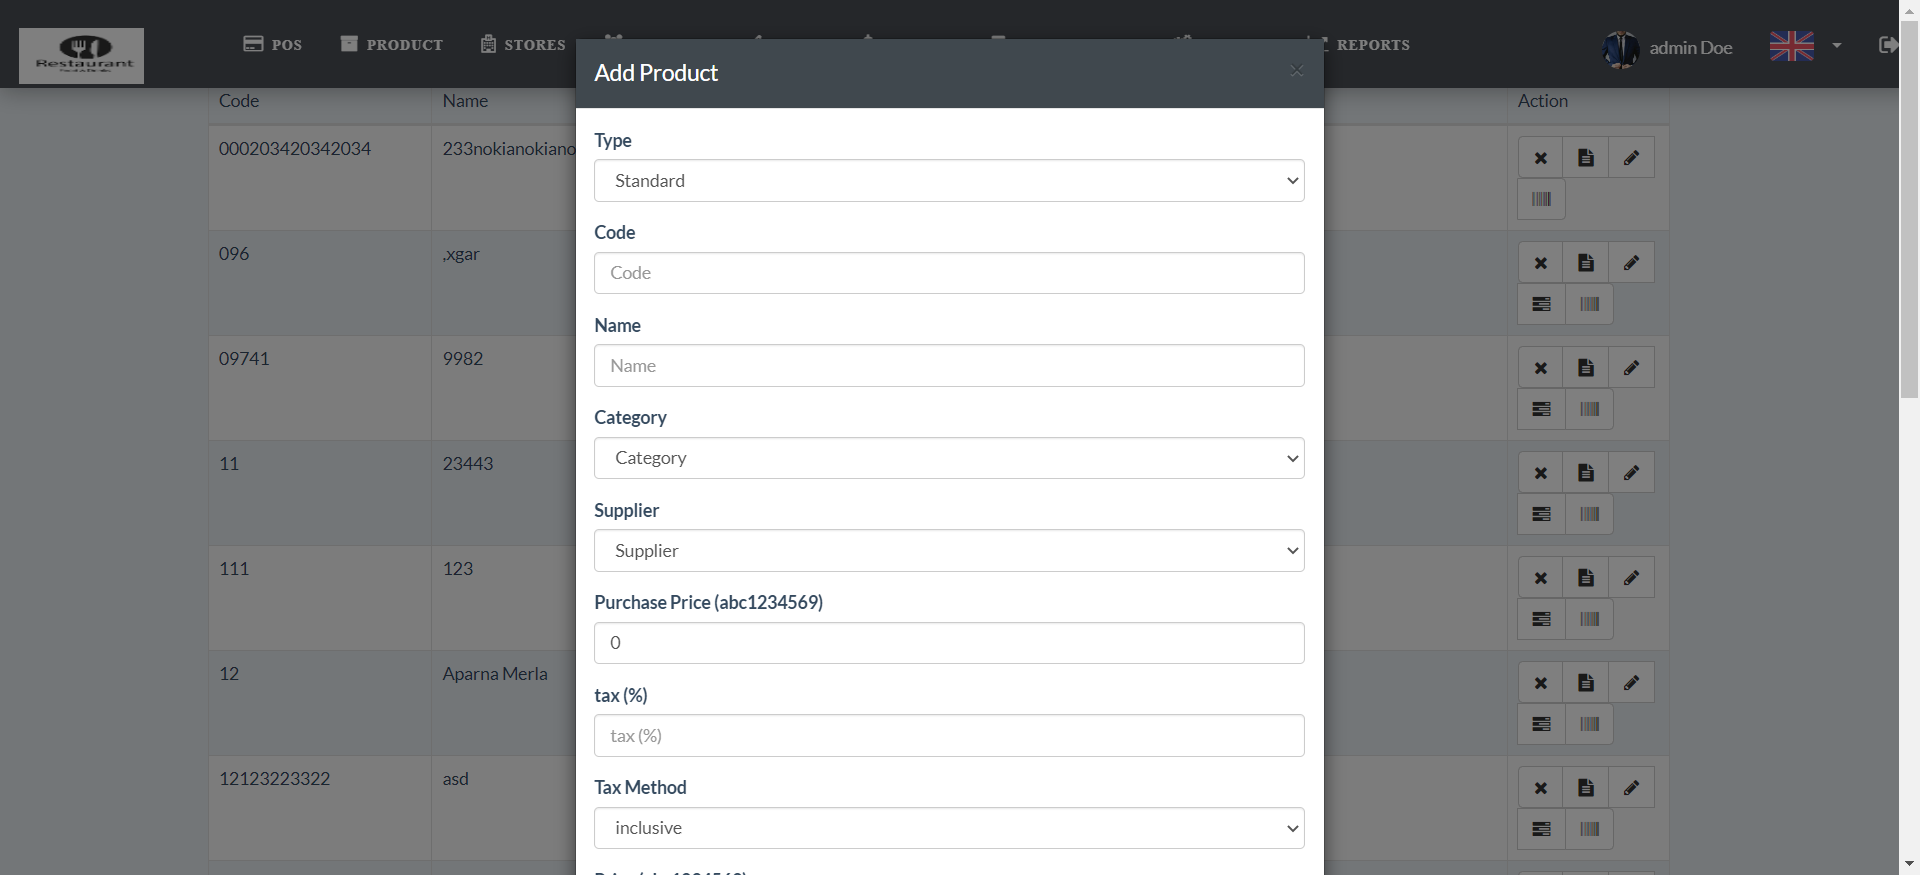 Restaurant
POS
PRODUCT
STORES
REPORTS
admin Doe
Add Product
×
Code
Name
Action
Type
Standard
Code
Code
Name
Name
Category
Category
Supplier
Supplier
Purchase Price (abc1234569)
0
tax (%)
tax (%)
Tax Method
inclusive
000203420342034
233nokianokiano
096
,xgar
09741
9982
11
23443
111
123
12
Aparna Merla
12123223322
asd